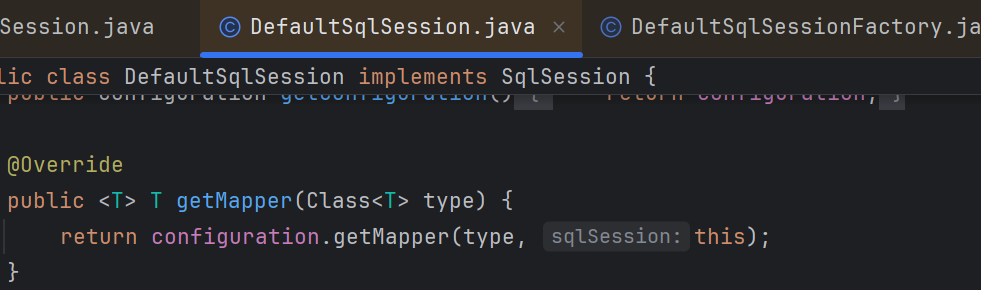 Session.java DefaultSqlSession.java × DefaultSqlSessionFactory.ja
lic class DefaultSqlSession implements SqlSession {
public Configuration getConfiguration() { return configuration; }
@Override
public <T> T getMapper(Class<T> type) {
return configuration.getMapper(type, sqlSession: this);
}